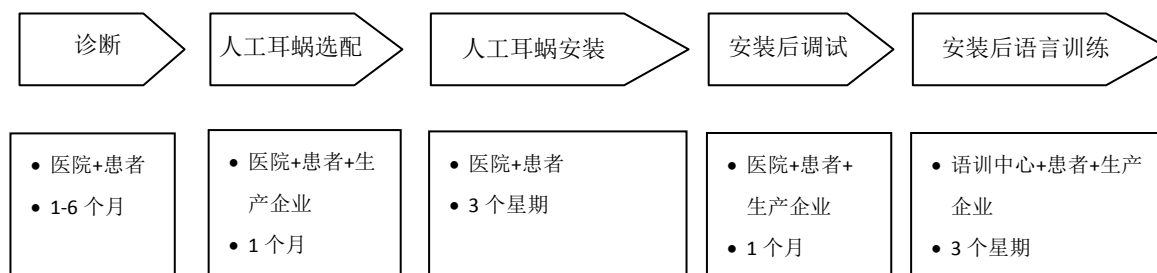 诊断
人工耳蜗选配
人工耳蜗安装
安装后调试
安装后语言训练
• 医院+患者
• 1-6 个月
• 医院+患者+生
产企业
• 1 个月
• 医院+患者
• 3 个星期
• 医院+患者+
生产企业
• 1 个月
• 语训中心+患者+生产
企业
• 3 个星期